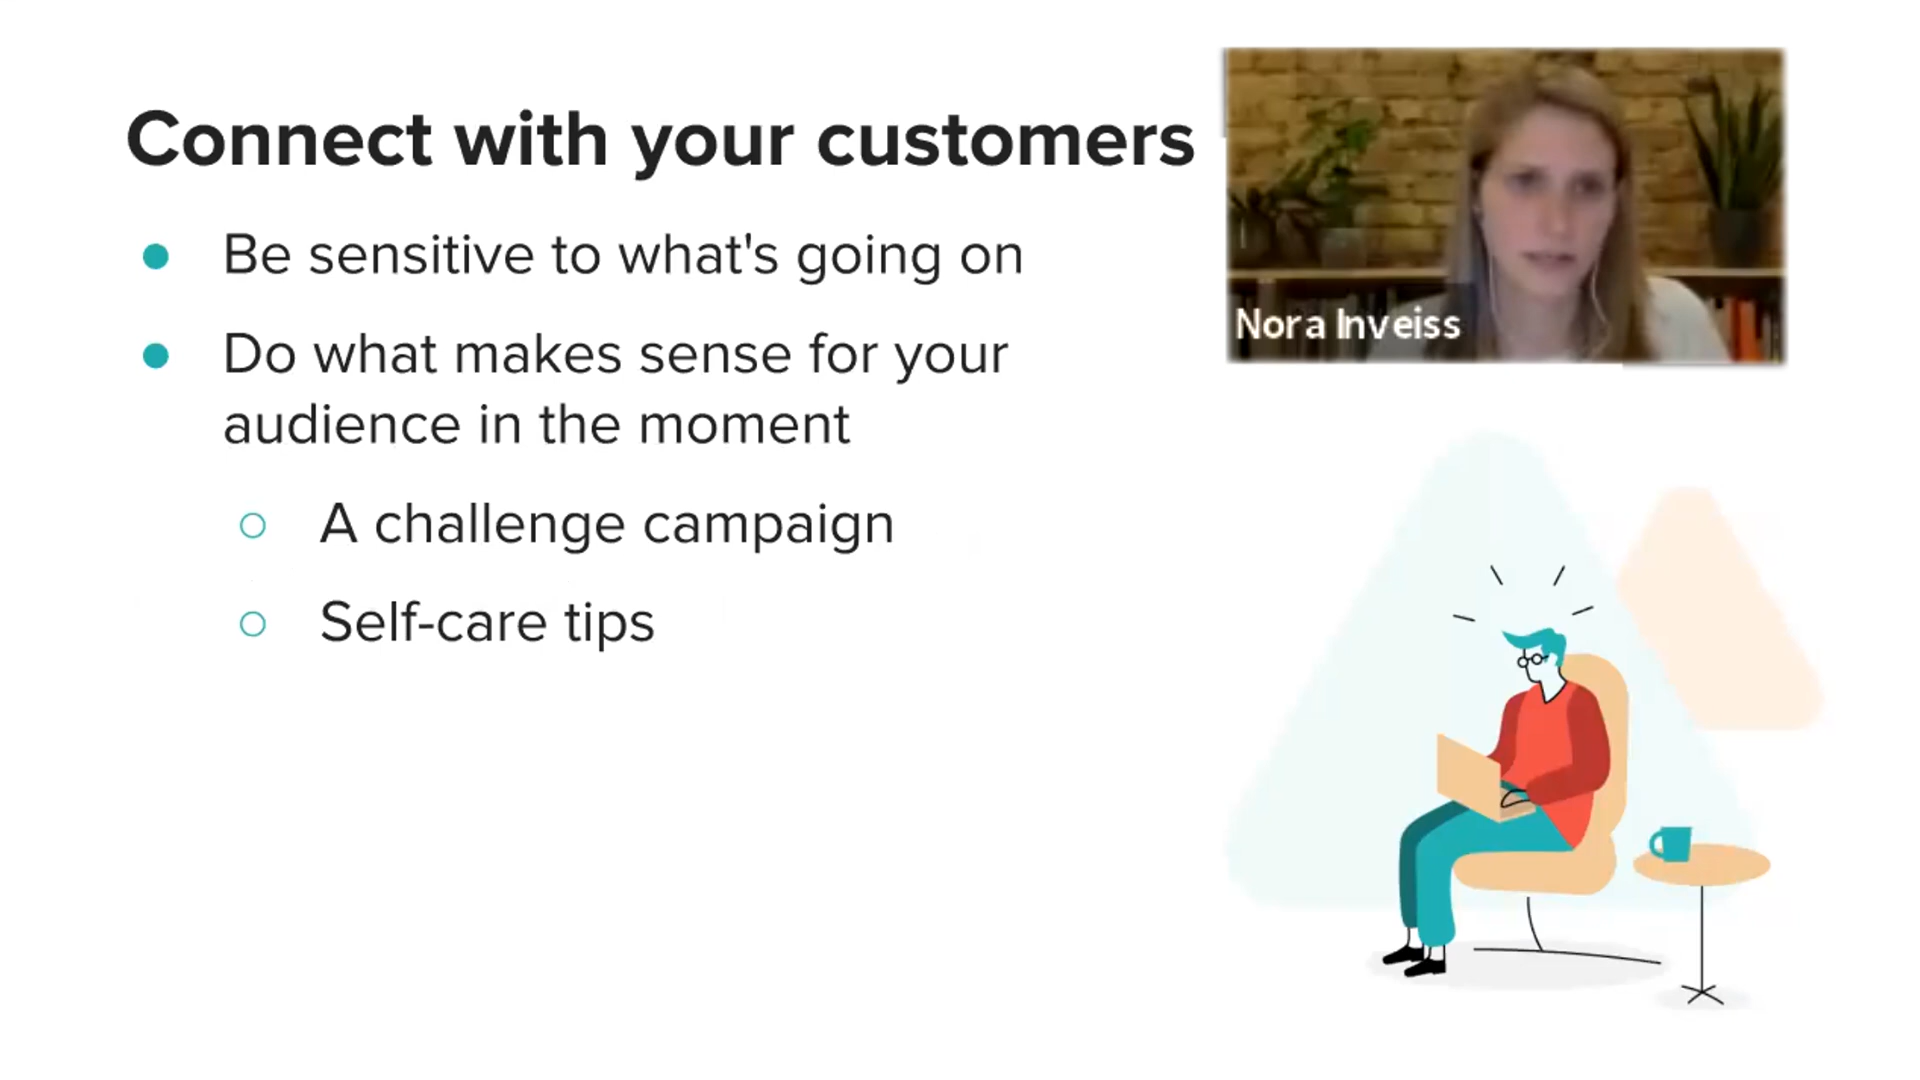 Connect with your customers
Be sensitive to what's going on
Do what makes sense for your
audience in the moment
A challenge campaign
Self-care tips
Nora Inveiss